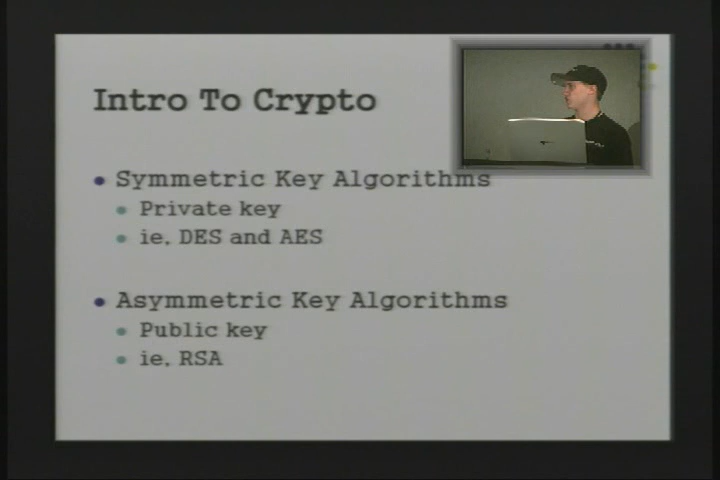 Intro To Crypto
Symmetric Key Algorithms
Private key
ie, DES and AES
Asymmetric Key Algorithms
Public key
ie, RSA